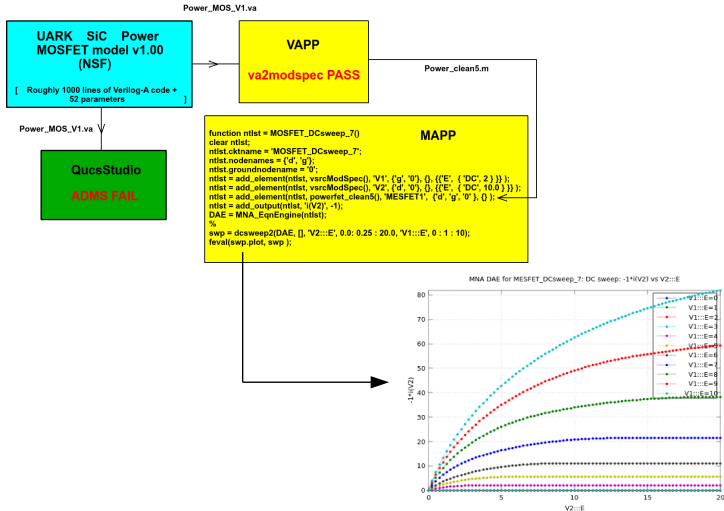 Power_MOS_V1.va
UARK SiC Power
MOSFET model v1.00
(NSF)
[ Roughly 1000 lines of Verilog-A code +
52 parameters ]
VAPP
va2modspec PASS
Power_clean5.m
Power_MOS_V1.va
QucsStudio
ADMS FAIL
MAPP
function ntlst = MOSFET_DCsweep_7()
clear ntlst;
ntlst.cktname = 'MOSFET_DCsweep_7';
ntlst.nodenames = {'d', 'g'};
ntlst.groundnodename = '0';
ntlst = add_element(ntlst, vsrcModSpec(), 'V1', {'g', '0'}, {}, {{'E', { 'DC', 2 } }} );
ntlst = add_element(ntlst, vsrcModSpec(), 'V2', {'d', '0'}, {}, {{'E', { 'DC', 10.0 } }} );
ntlst = add_element(ntlst, powerfet_clean5(), 'MESFET1', {'d', 'g', '0' }, {} );
ntlst = add_output(ntlst, 'i(V2)', -1);
DAE = MNA_EqnEngine(ntlst);
%
swp = dcsweep2(DAE, [], 'V2:::E', 0.0: 0.25 : 20.0, 'V1:::E', 0 : 1 : 10);
feval(swp.plot, swp );
MNA DAE for MESFET_DCsweep_7: DC sweep: -1*i(V2) vs V2:::E
80
70
60
50
40
30
20
10
0
-1*i(V2)
V1:::E=0
V1:::E=1
V1:::E=2
V1:::E=3
V1:::E=4
V1:::E=5
V1:::E=6
V1:::E=7
V1:::E=8
V1:::E=9
V1:::E=10
0 5 10 15 20
V2:::E